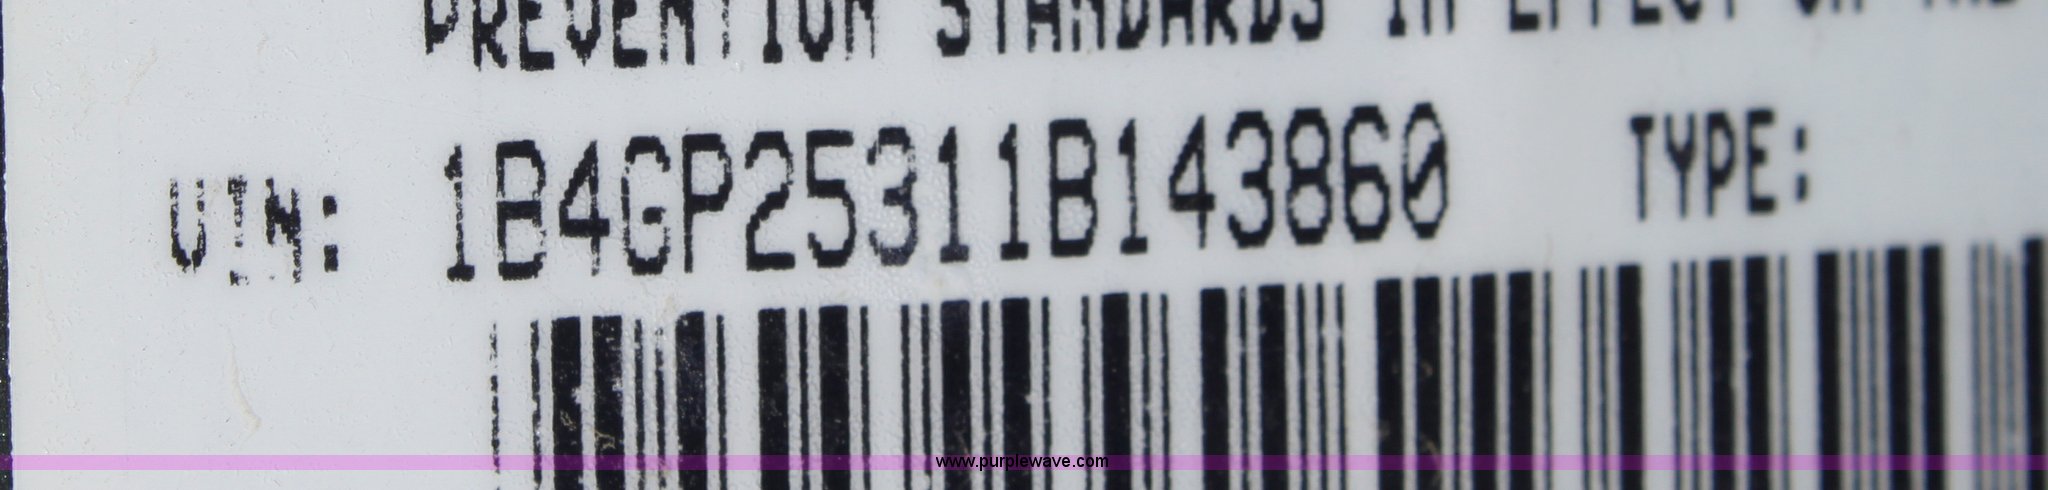 PREVENTION STANDARDS IN EFFECT ON THE
VIN: 1B4GP25311B143860 TYPE:
www.purplewave.com